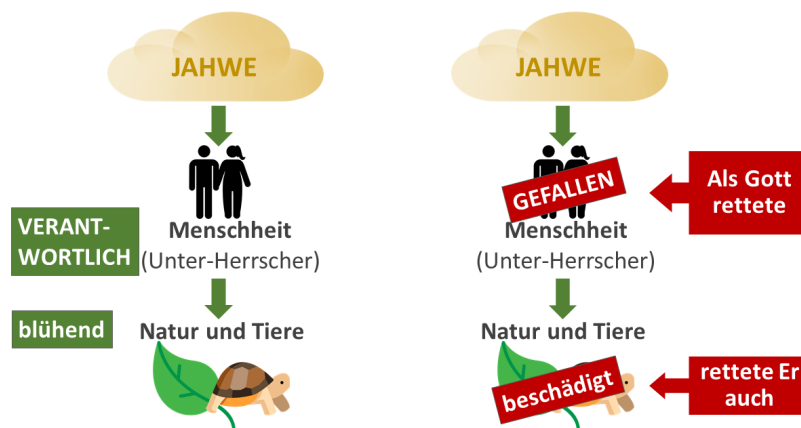 JAHWE
VERANT-
WORTLICH
Menschheit
(Unter-Herrscher)
blühend
Natur und Tiere
JAHWE
GEFALLEN
Menschheit
(Unter-Herrscher)
Als Gott
rettete
Natur und Tiere
beschädigt
rettete Er
auch